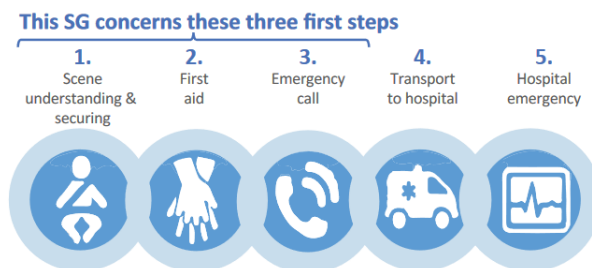 This SG concerns these three first steps
1.
Scene
understanding &
securing
2.
First
aid
3.
Emergency
call
4.
Transport
to hospital
5.
Hospital
emergency